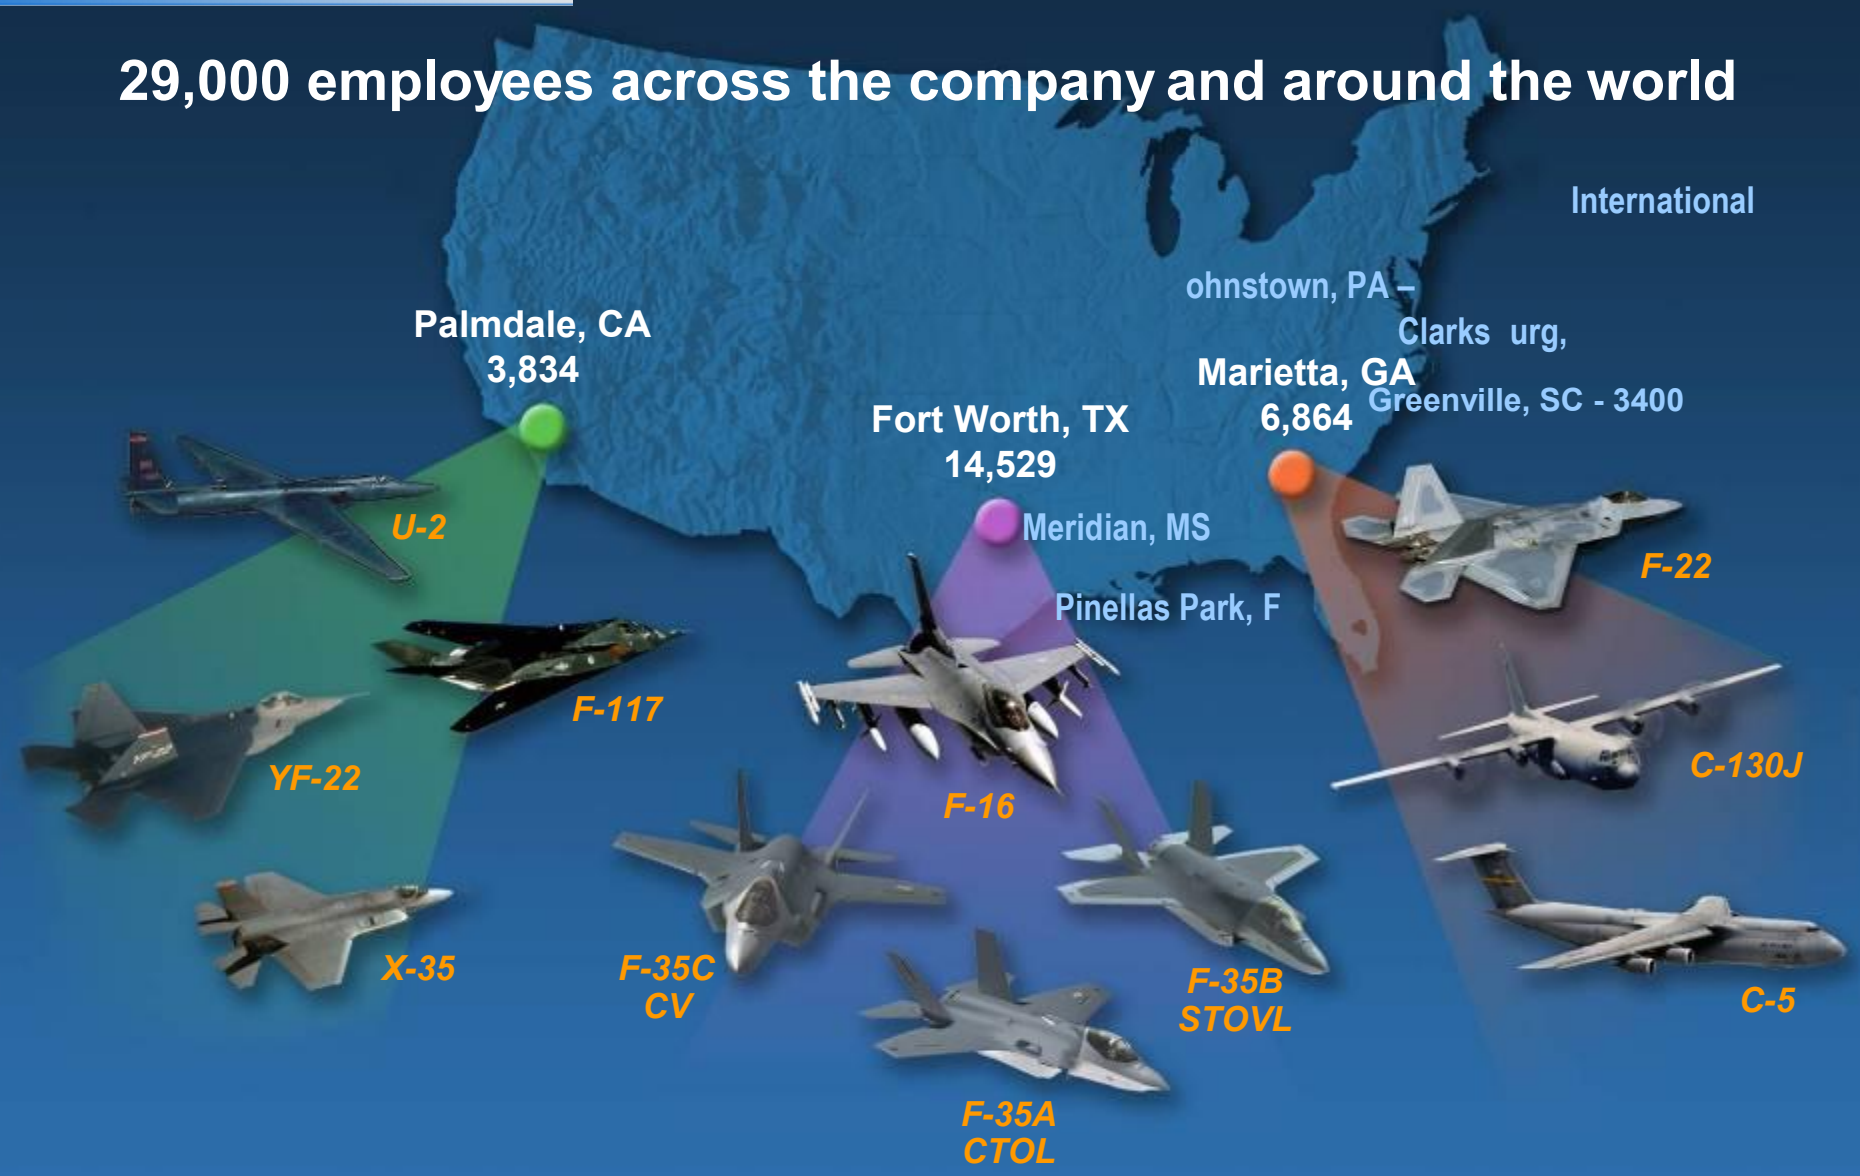 29,000 employees across the company and around the world
International
ohnstown, PA –
Clarks urg,
Palmdale, CA
3,834
Marietta, GA
6,864
Greenville, SC - 3400
Fort Worth, TX
14,529
Meridian, MS
Pinellas Park, F
U-2
F-22
F-117
YF-22
F-16
C-130J
X-35
F-35C
CV
F-35B
STOVL
C-5
F-35A
CTOL